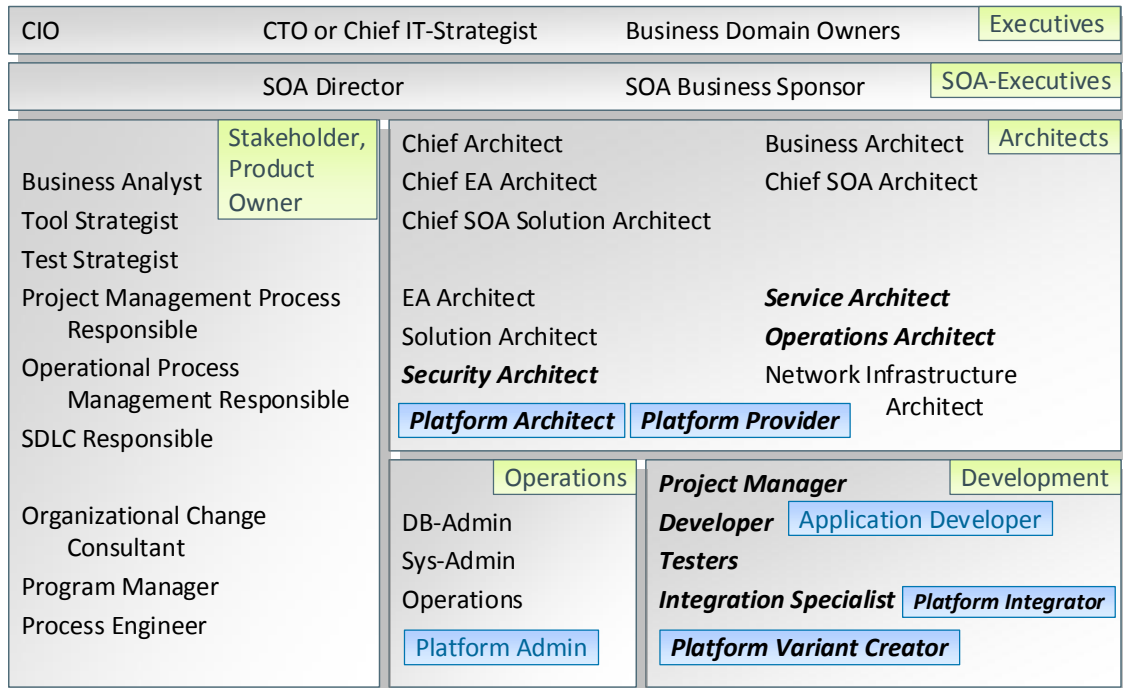 CIO
CTO or Chief IT-Strategist
Business Domain Owners
Executives
SOA Director
SOA Business Sponsor
SOA-Executives
Stakeholder,
Product
Owner
Business Analyst
Tool Strategist
Test Strategist
Project Management Process
Responsible
Operational Process
Management Responsible
SDLC Responsible
Organizational Change
Consultant
Program Manager
Process Engineer
Architects
Chief Architect
Business Architect
Chief EA Architect
Chief SOA Architect
Chief SOA Solution Architect
EA Architect
Service Architect
Solution Architect
Operations Architect
Security Architect
Network Infrastructure
Architect
Platform Architect
Platform Provider
Operations
DB-Admin
Sys-Admin
Operations
Platform Admin
Development
Project Manager
Developer
Application Developer
Testers
Integration Specialist
Platform Integrator
Platform Variant Creator